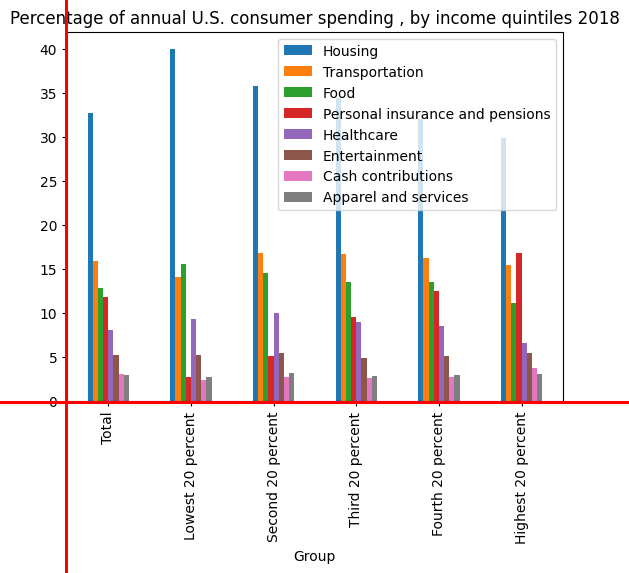 Percentage of annual U.S. consumer spending , by income quintiles 2018
40
35
30
25
20
15
10
5
0
Housing
Transportation
Food
Personal insurance and pensions
Healthcare
Entertainment
Cash contributions
Apparel and services
Total
Lowest 20 percent
Second 20 percent
Third 20 percent
Fourth 20 percent
Highest 20 percent
Group